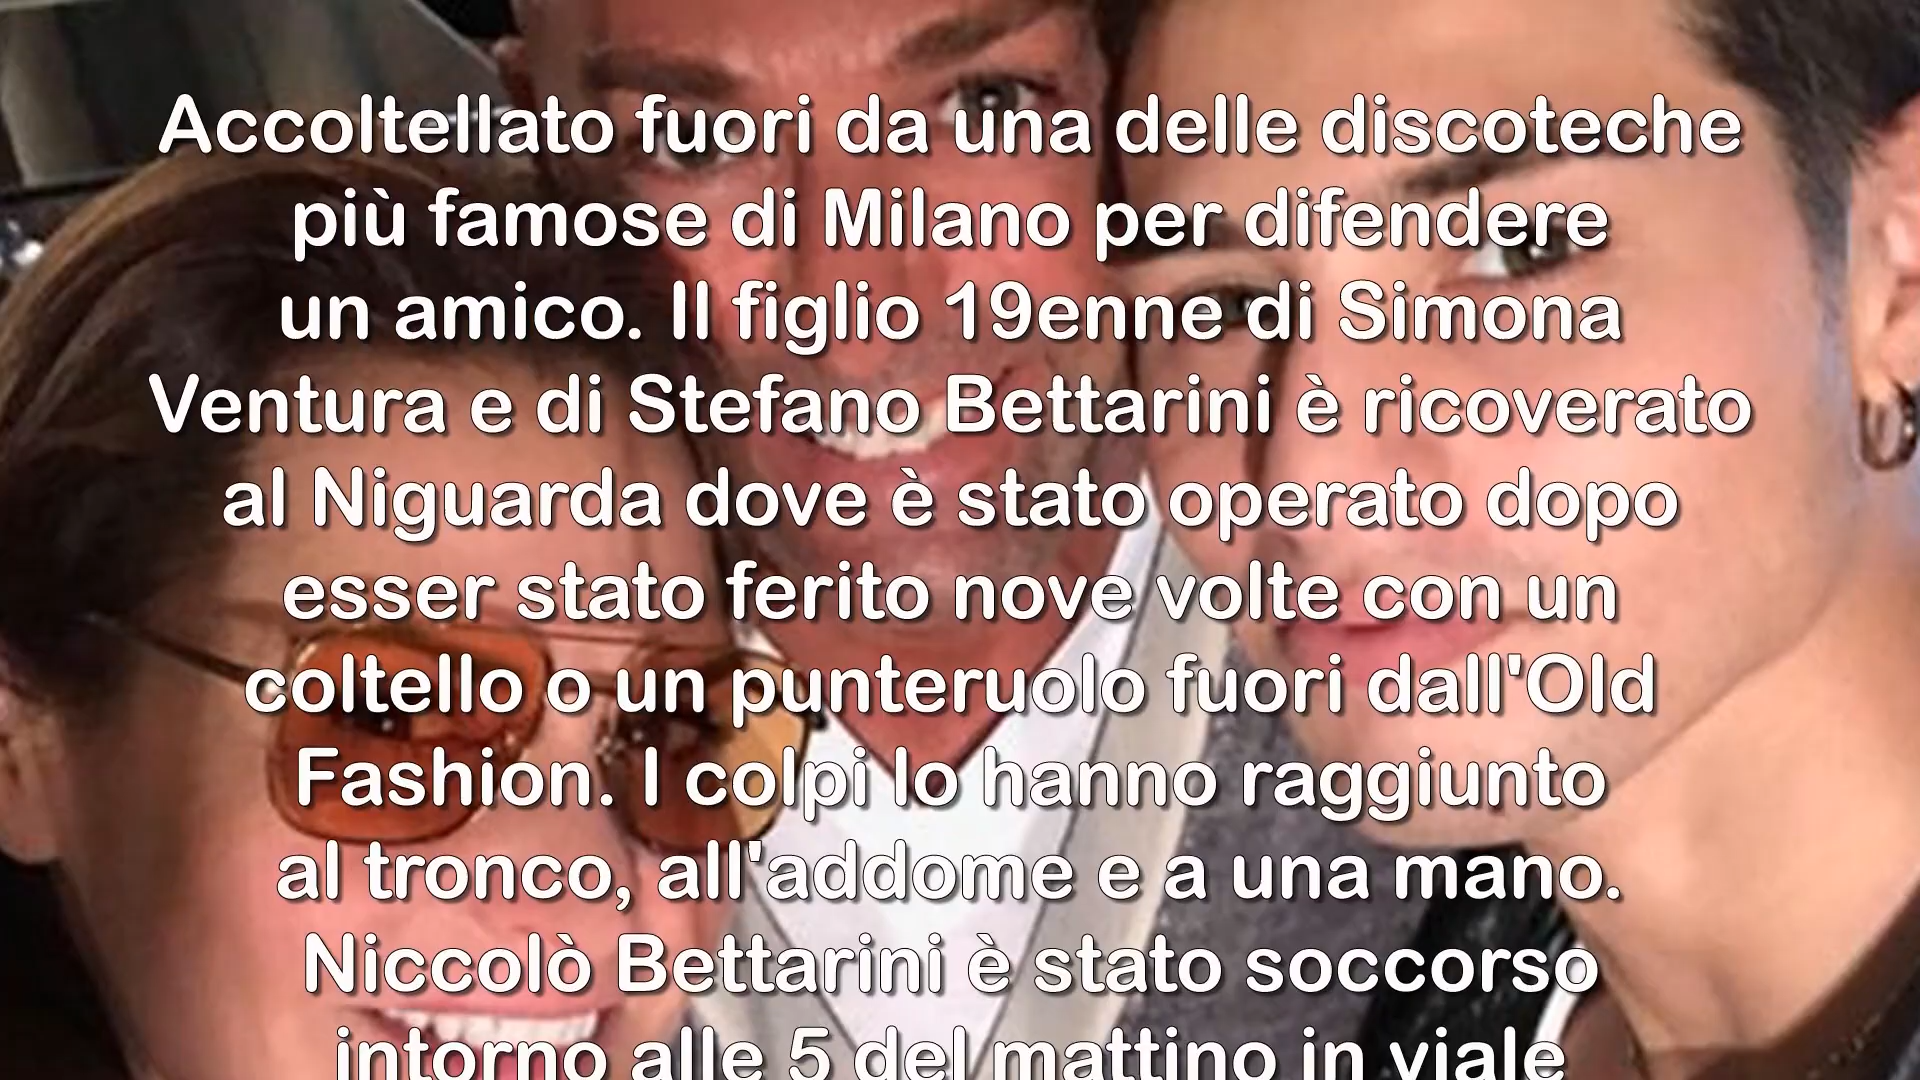 Accoltellato fuori da una delle discoteche
più famose di Milano per difendere
un amico. Il figlio 19enne di Simona
Ventura e di Stefano Bettarini è ricoverato
al Niguarda dove è stato operato dopo
esser stato ferito nove volte con un
coltello o un punteruolo fuori dall'Old
Fashion. I colpi lo hanno raggiunto
al tronco, all'addome e a una mano.
Niccolò Bettarini è stato soccorso
intorno alle 5 del mattino in viale